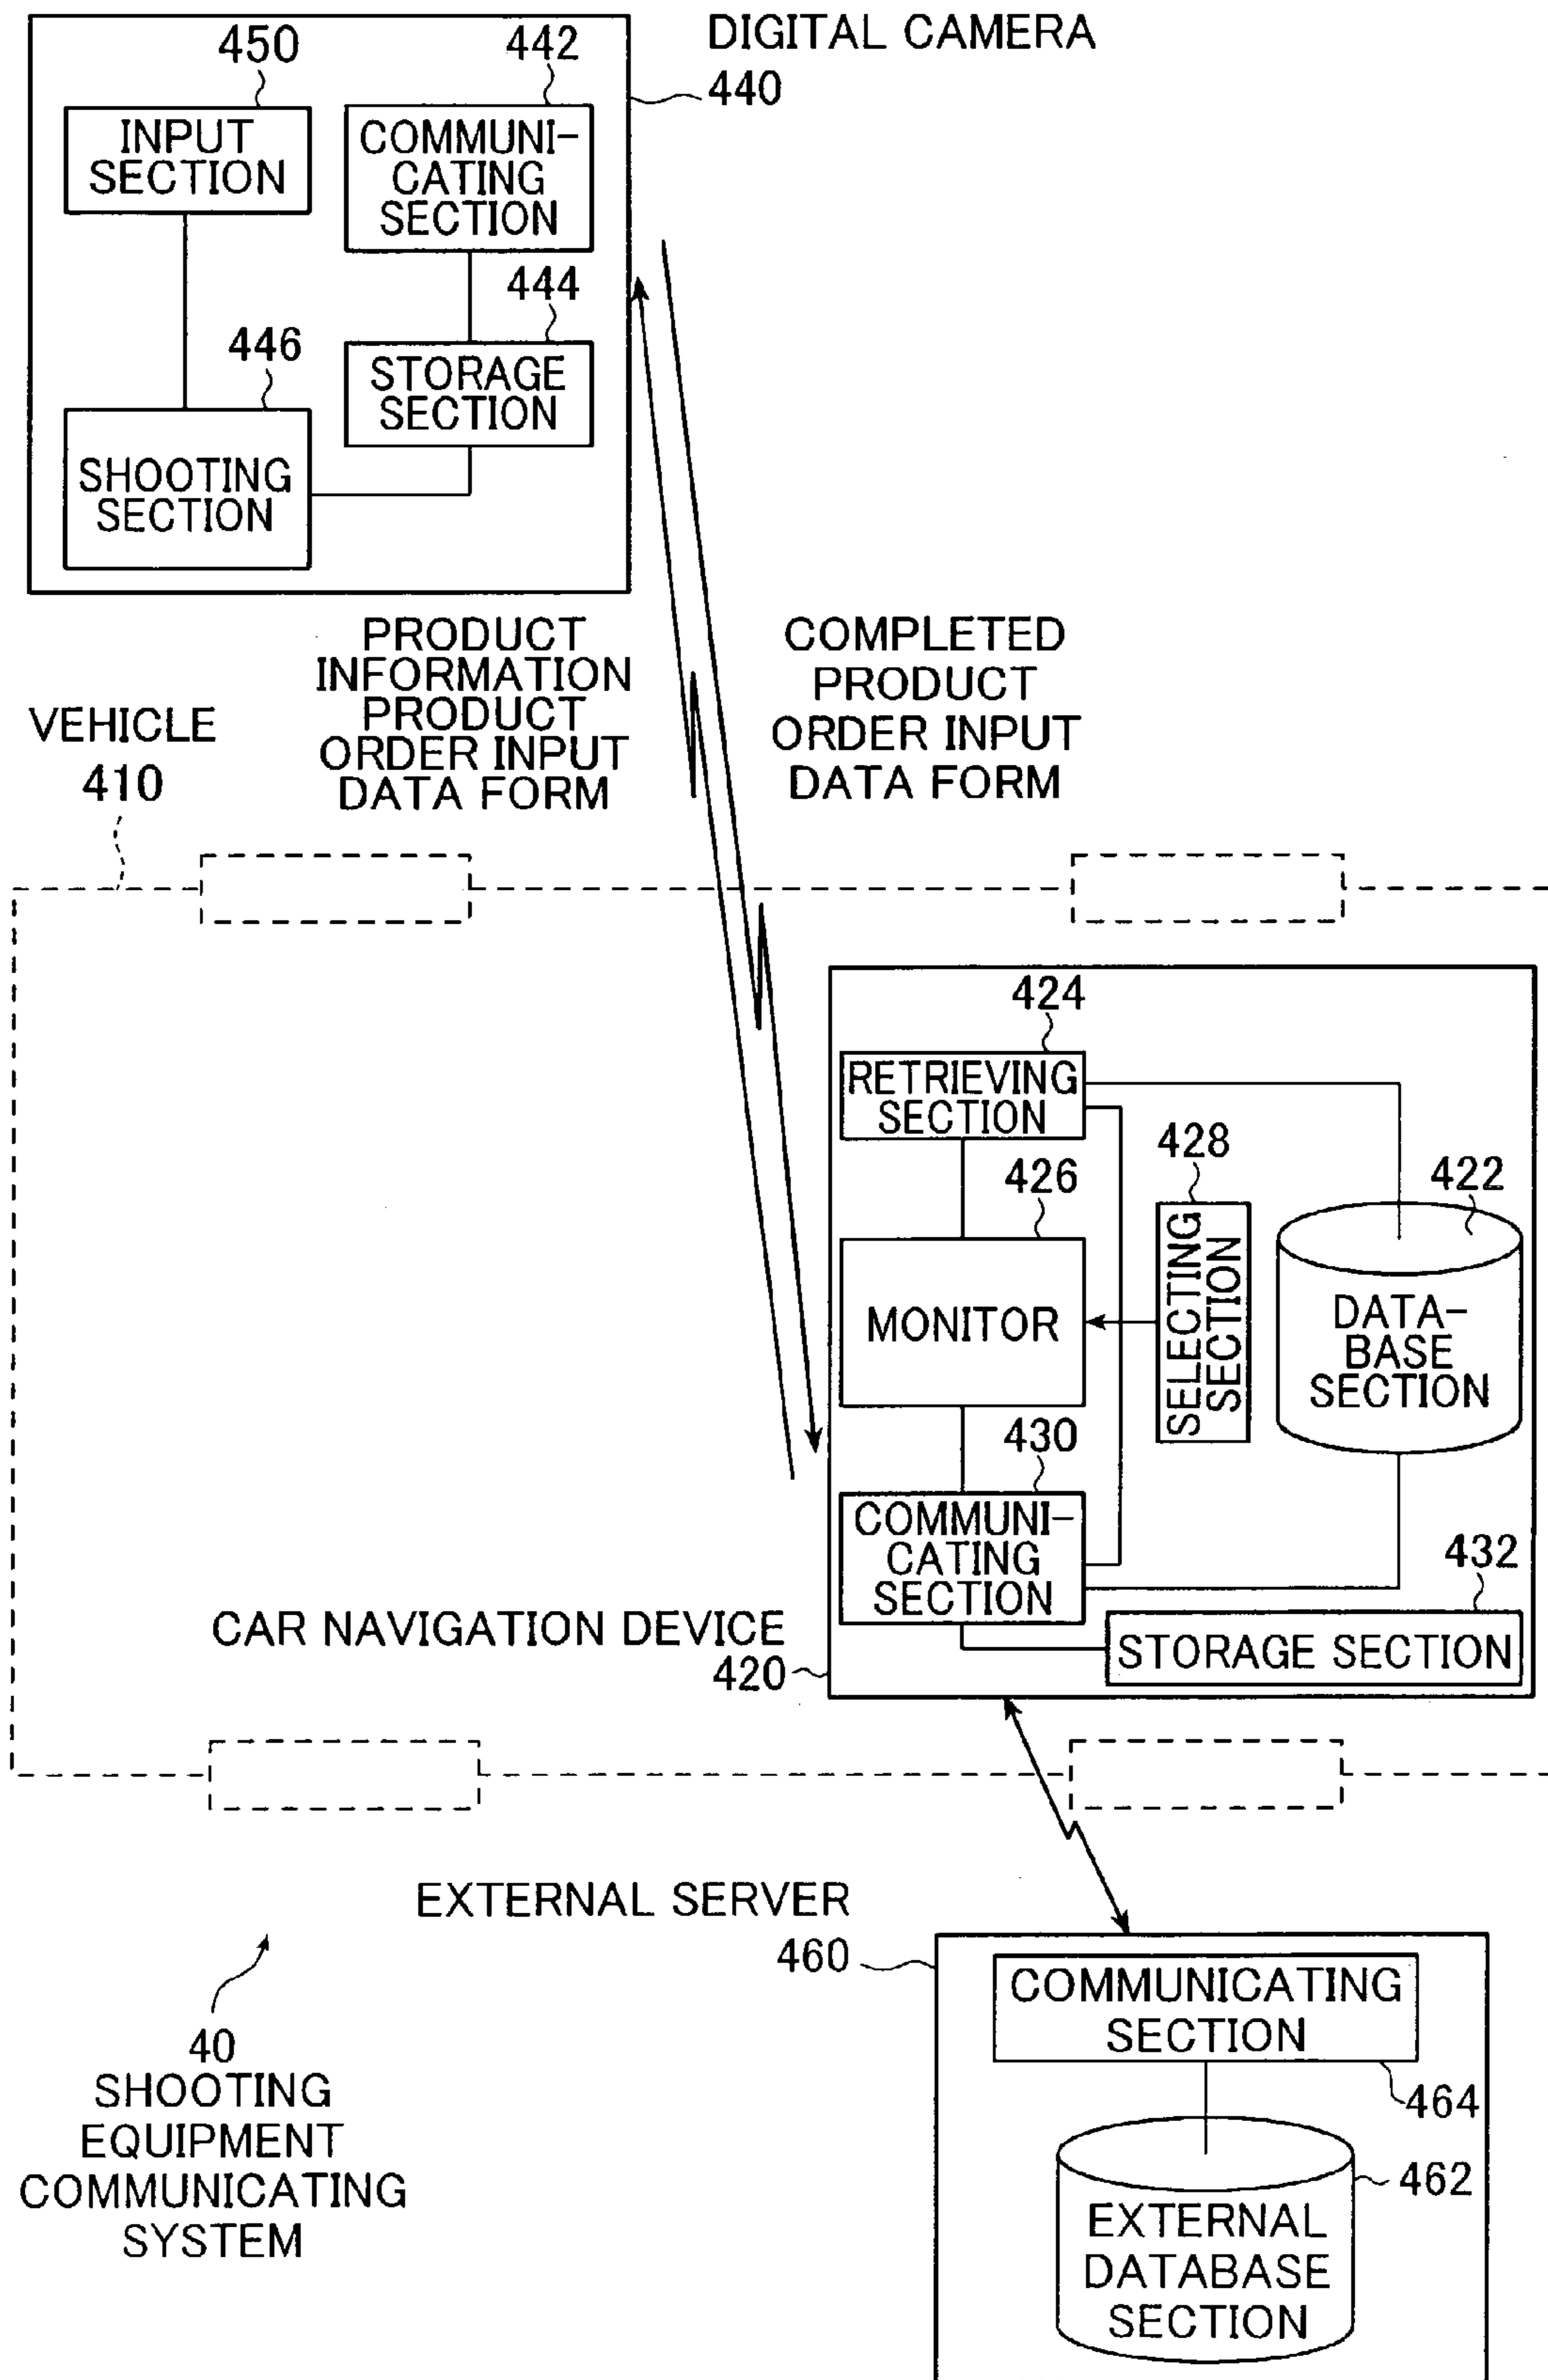 DIGITAL CAMERA
440
450
442
INPUT
SECTION
COMMUNI-
CATING
SECTION
444
446
STORAGE
SECTION
SHOOTING
SECTION
PRODUCT
INFORMATION
PRODUCT
ORDER INPUT
DATA FORM
COMPLETED
PRODUCT
ORDER INPUT
DATA FORM
VEHICLE
410
424
RETRIEVING
SECTION
428
422
426
SELECTING
SECTION
MONITOR
DATA-
BASE
SECTION
430
COMMUNI-
CATING
SECTION
432
STORAGE SECTION
CAR NAVIGATION DEVICE
420
EXTERNAL SERVER
460
COMMUNICATING
SECTION
464
462
EXTERNAL
DATABASE
SECTION
40
SHOOTING
EQUIPMENT
COMMUNICATING
SYSTEM